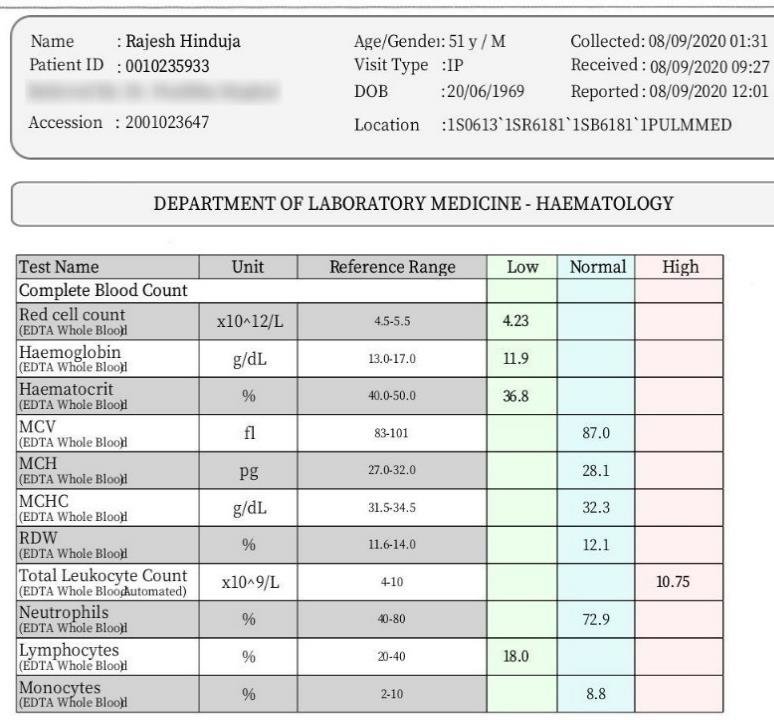 Name : Rajesh Hinduja Age/Gender: 51 y / M Collected: 08/09/2020 01:31
Patient ID : 0010235933 Visit Type :IP Received : 08/09/2020 09:27
DOB :20/06/1969 Reported : 08/09/2020 12:01
Accession : 2001023647 Location :1S0613`1SR6181`1SB6181`1PULMMED
DEPARTMENT OF LABORATORY MEDICINE - HAEMATOLOGY
Test Name Unit Reference Range Low Normal High
Complete Blood Count
Red cell count x10^12/L 4.5-5.5 4.23
(EDTA Whole Blood)
Haemoglobin g/dL 13.0-17.0 11.9
(EDTA Whole Blood)
Haematocrit % 40.0-50.0 36.8
(EDTA Whole Blood)
MCV fl 83-101 87.0
(EDTA Whole Blood)
MCH pg 27.0-32.0 28.1
(EDTA Whole Blood)
MCHC g/dL 31.5-34.5 32.3
(EDTA Whole Blood)
RDW % 11.6-14.0 12.1
(EDTA Whole Blood)
Total Leukocyte Count x10^9/L 4-10 10.75
(EDTA Whole Blood Automated)
Neutrophils % 40-80 72.9
(EDTA Whole Blood)
Lymphocytes % 20-40 18.0
(EDTA Whole Blood)
Monocytes % 2-10 8.8
(EDTA Whole Blood)